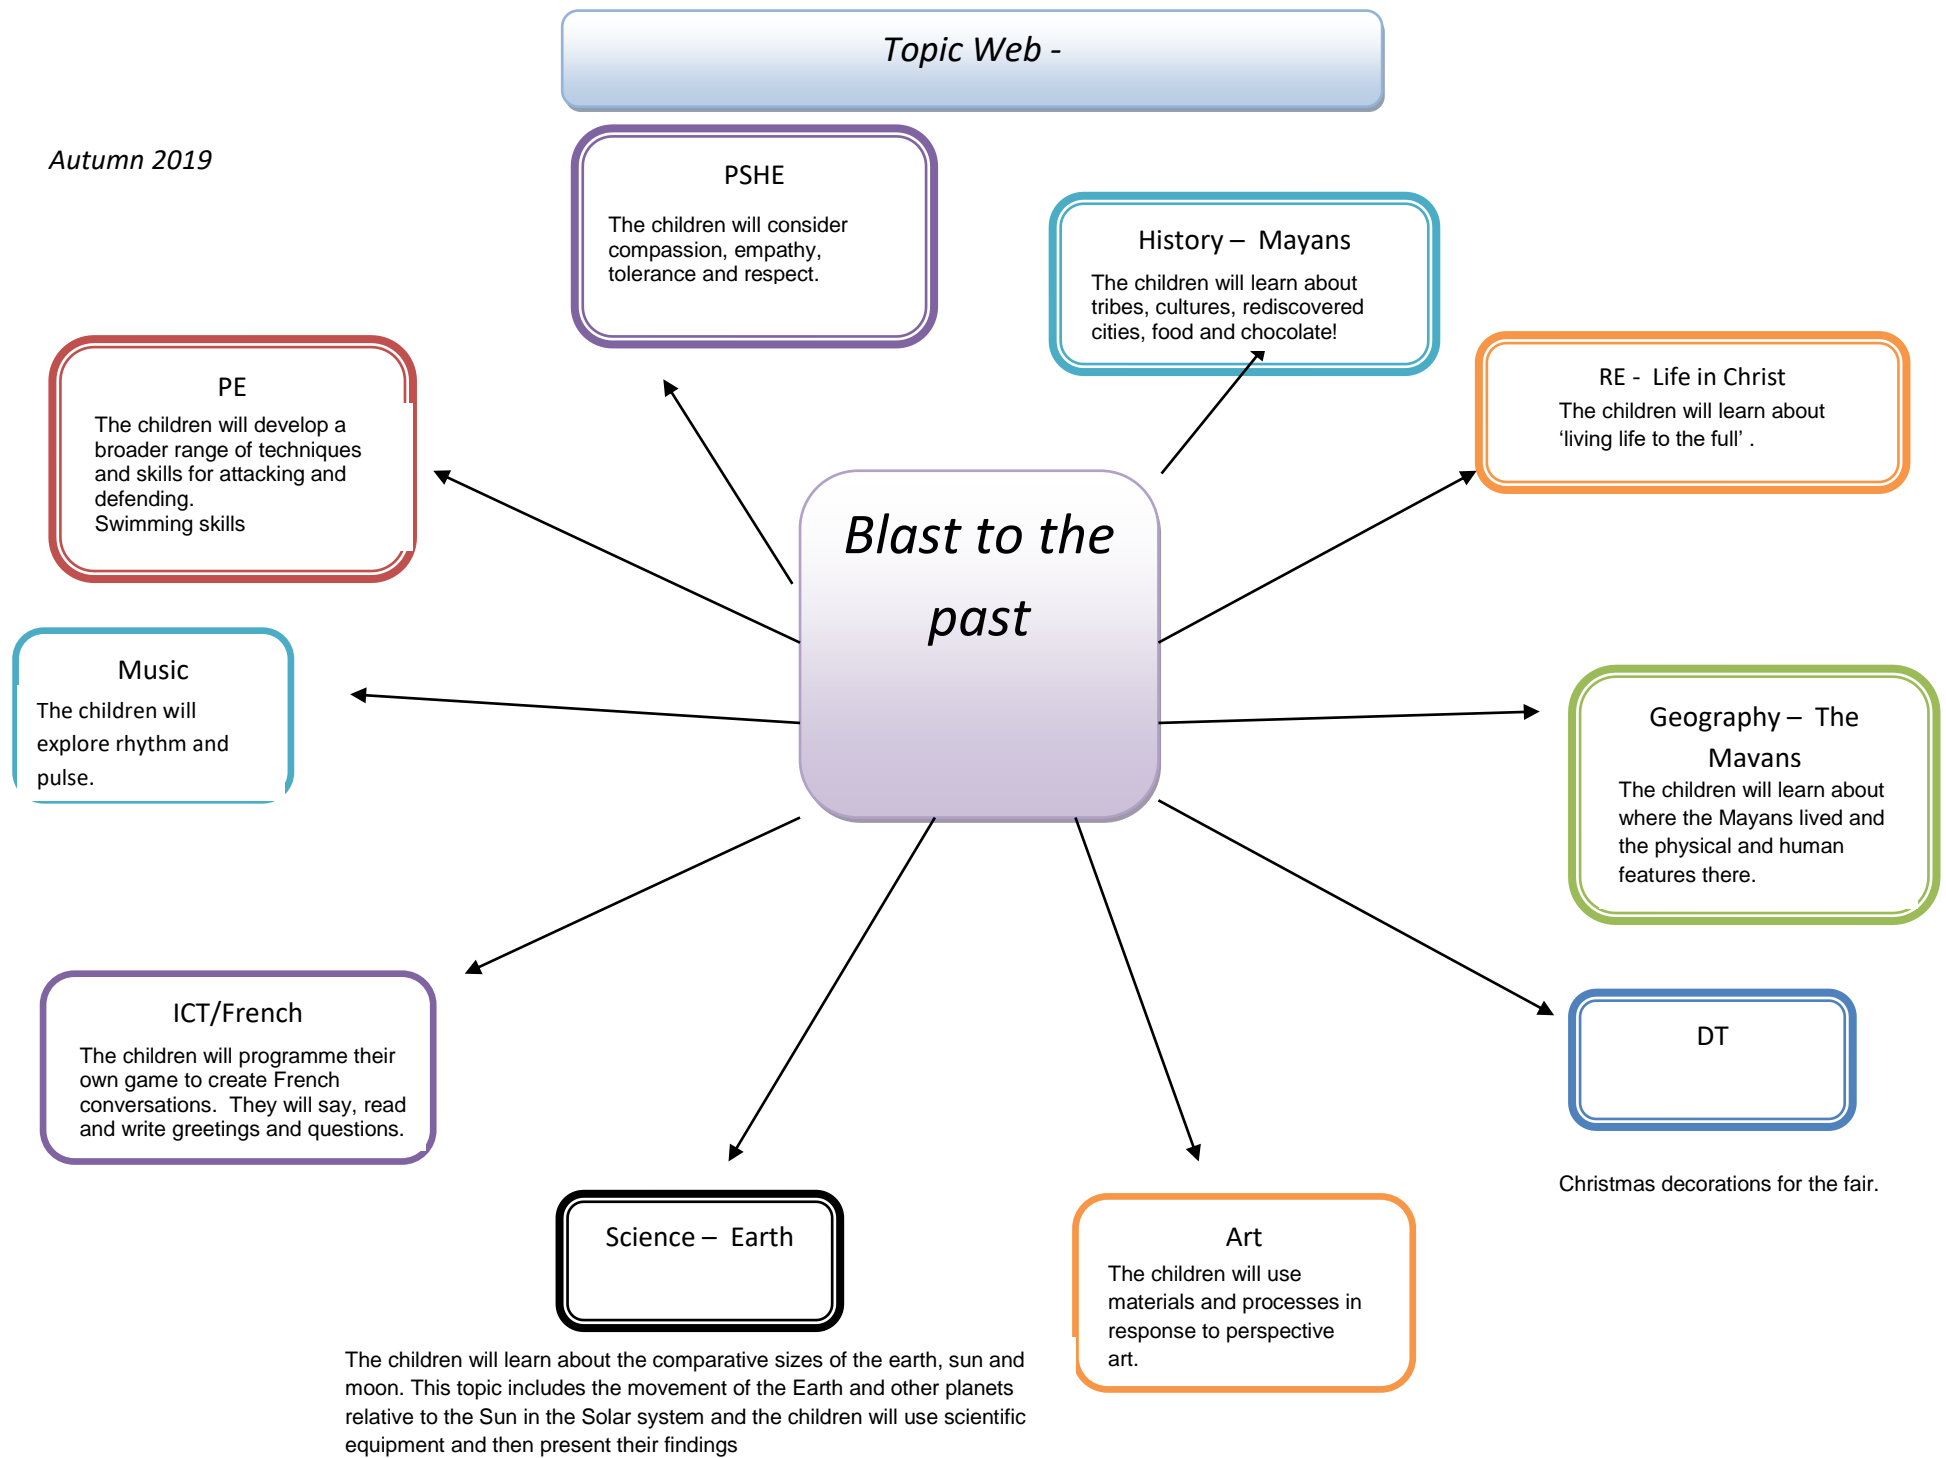 Topic Web -
Autumn 2019
PSHE
The children will consider
compassion, empathy,
tolerance and respect.
History – Mayans
The children will learn about
tribes, cultures, rediscovered
cities, food and chocolate!
RE - Life in Christ
The children will learn about
‘living life to the full’ .
PE
The children will develop a
broader range of techniques
and skills for attacking and
defending.
Swimming skills
Blast to the
past
Music
The children will
explore rhythm and
pulse.
Geography – The
Mavans
The children will learn about
where the Mayans lived and
the physical and human
features there.
ICT/French
The children will programme their
own game to create French
conversations. They will say, read
and write greetings and questions.
DT
Christmas decorations for the fair.
Science – Earth
The children will learn about the comparative sizes of the earth, sun and
moon. This topic includes the movement of the Earth and other planets
relative to the Sun in the Solar system and the children will use scientific
equipment and then present their findings
Art
The children will use
materials and processes in
response to perspective
art.